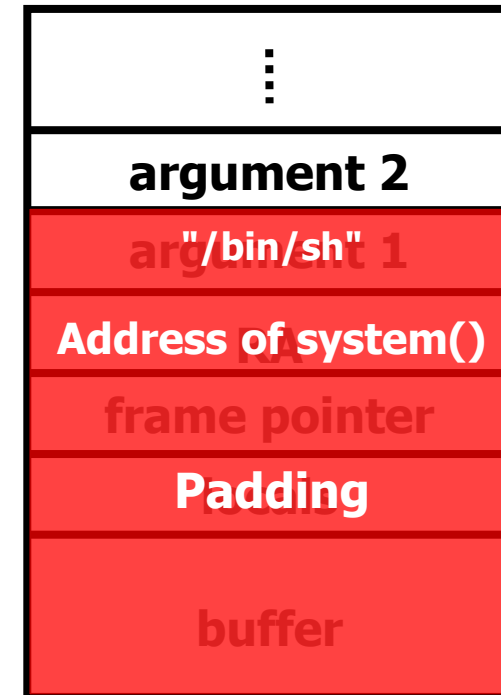 ⋮
argument 2
argument 1
"/bin/sh"
RA
Address of system()
frame pointer
locals
Padding
buffer